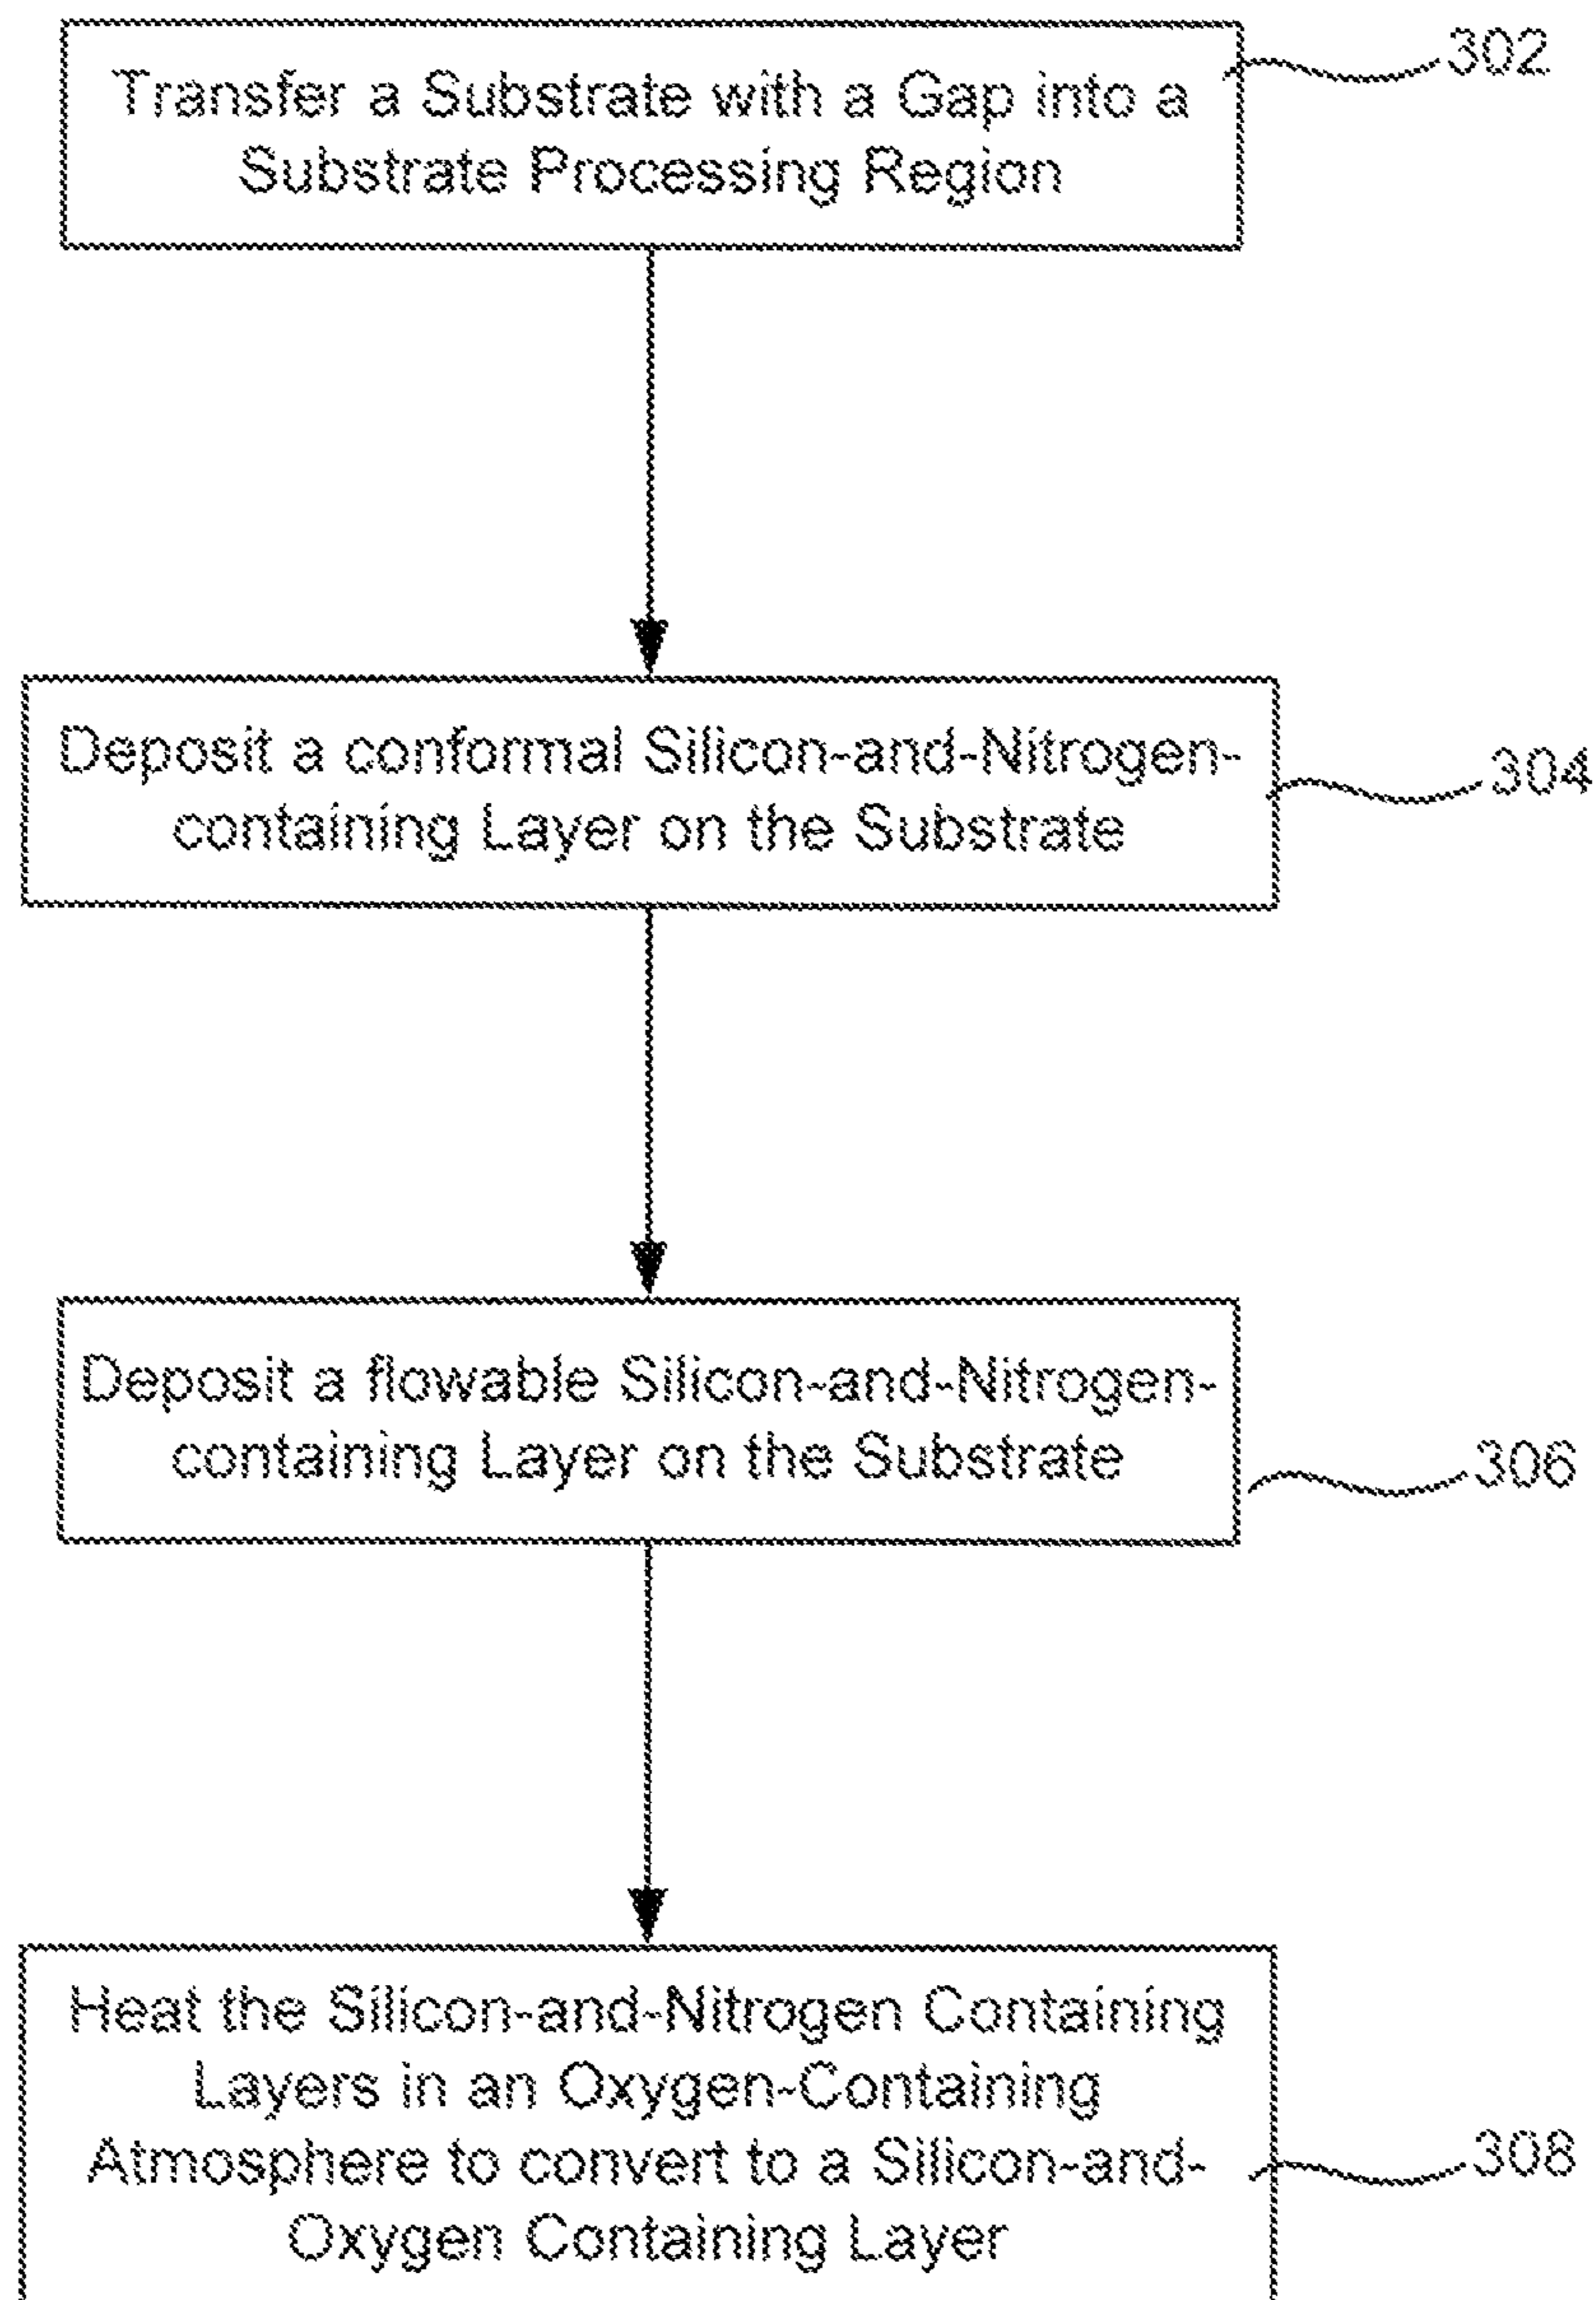 Transfer a Substrate with a Gap into a
Substrate Processing Region
302
Deposit a conformal Silicon-and-Nitrogen-
containing Layer on the Substrate
304
Deposit a flowable Silicon-and-Nitrogen-
containing Layer on the Substrate
306
Heat the Silicon-and-Nitrogen Containing
Layers in an Oxygen-Containing
Atmosphere to convert to a Silicon-and-
Oxygen Containing Layer
308